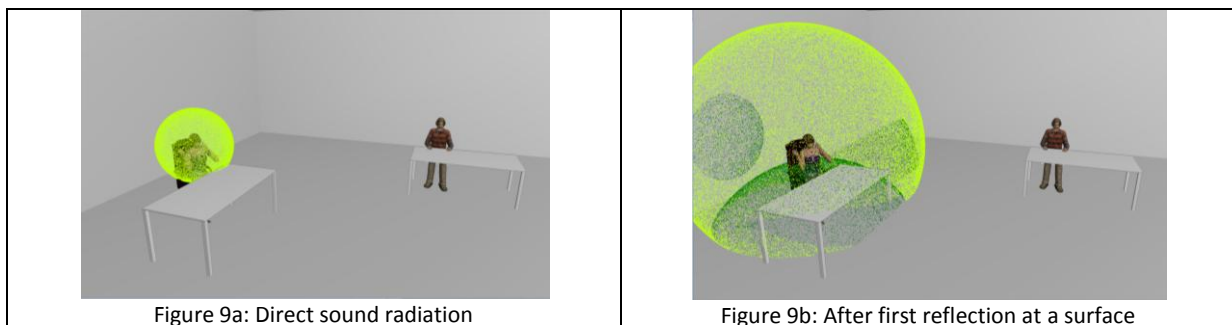 Figure 9a: Direct sound radiation
Figure 9b: After first reflection at a surface